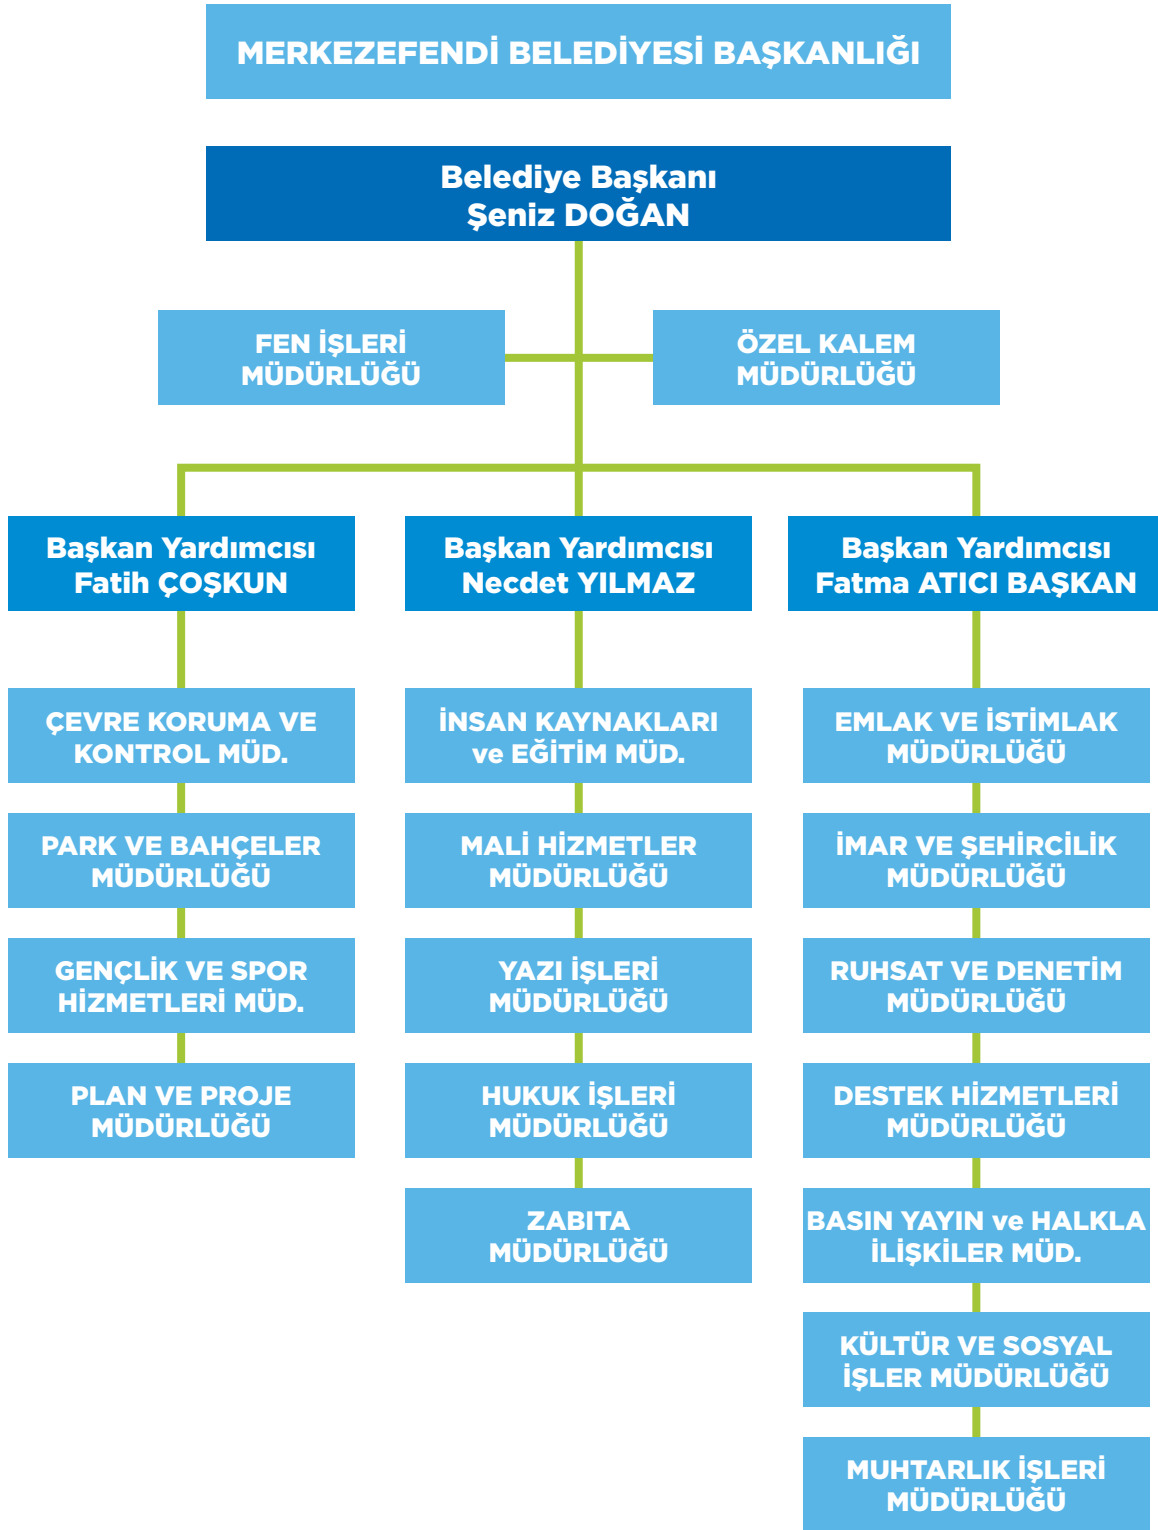 MERKEZEFENDİ BELEDİYESİ BAŞKANLIĞI
Belediye Başkanı
Şeniz DOĞAN
FEN İŞLERİ
MÜDÜRLÜĞÜ
ÖZEL KALEM
MÜDÜRLÜĞÜ
Başkan Yardımcısı
Fatih ÇOŞKUN
ÇEVRE KORUMA VE
KONTROL MÜD.
PARK VE BAHÇELER
MÜDÜRLÜĞÜ
GENÇLİK VE SPOR
HİZMETLERİ MÜD.
PLAN VE PROJE
MÜDÜRLÜĞÜ
Başkan Yardımcısı
Necdet YILMAZ
İNSAN KAYNAKLARI
ve EĞİTİM MÜD.
MALİ HİZMETLER
MÜDÜRLÜĞÜ
YAZI İŞLERİ
MÜDÜRLÜĞÜ
HUKUK İŞLERİ
MÜDÜRLÜĞÜ
ZABITA
MÜDÜRLÜĞÜ
Başkan Yardımcısı
Fatma ATICI BAŞKAN
EMLAK VE İSTİMLAK
MÜDÜRLÜĞÜ
İMAR VE ŞEHİRCİLİK
MÜDÜRLÜĞÜ
RUHSAT VE DENETİM
MÜDÜRLÜĞÜ
DESTEK HİZMETLERİ
MÜDÜRLÜĞÜ
BASIN YAYIN ve HALKLA
İLİŞKİLER MÜD.
KÜLTÜR VE SOSYAL
İŞLER MÜDÜRLÜĞÜ
MUHTARLIK İŞLERİ
MÜDÜRLÜĞÜ